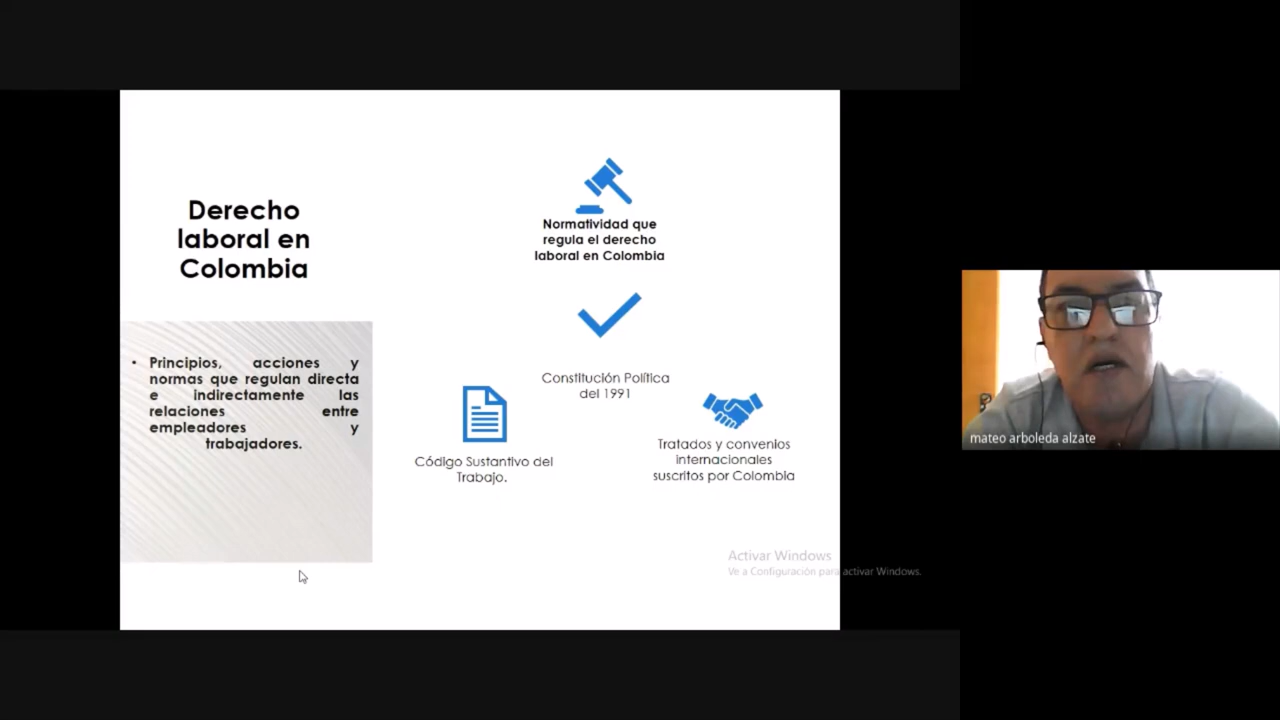 Derecho
laboral en
Colombia
• Principios, acciones y
normas que regulan directa
e indirectamente las
relaciones entre
empleadores y
trabajadores.
Normatividad que
regula el derecho
laboral en Colombia
Constitución Política
del 1991
Código Sustantivo del
Trabajo.
Tratados y convenios
internacionales
suscritos por Colombia
Activar Windows
Ve a Configuración para activar Windows.
mateo arboleda alzate